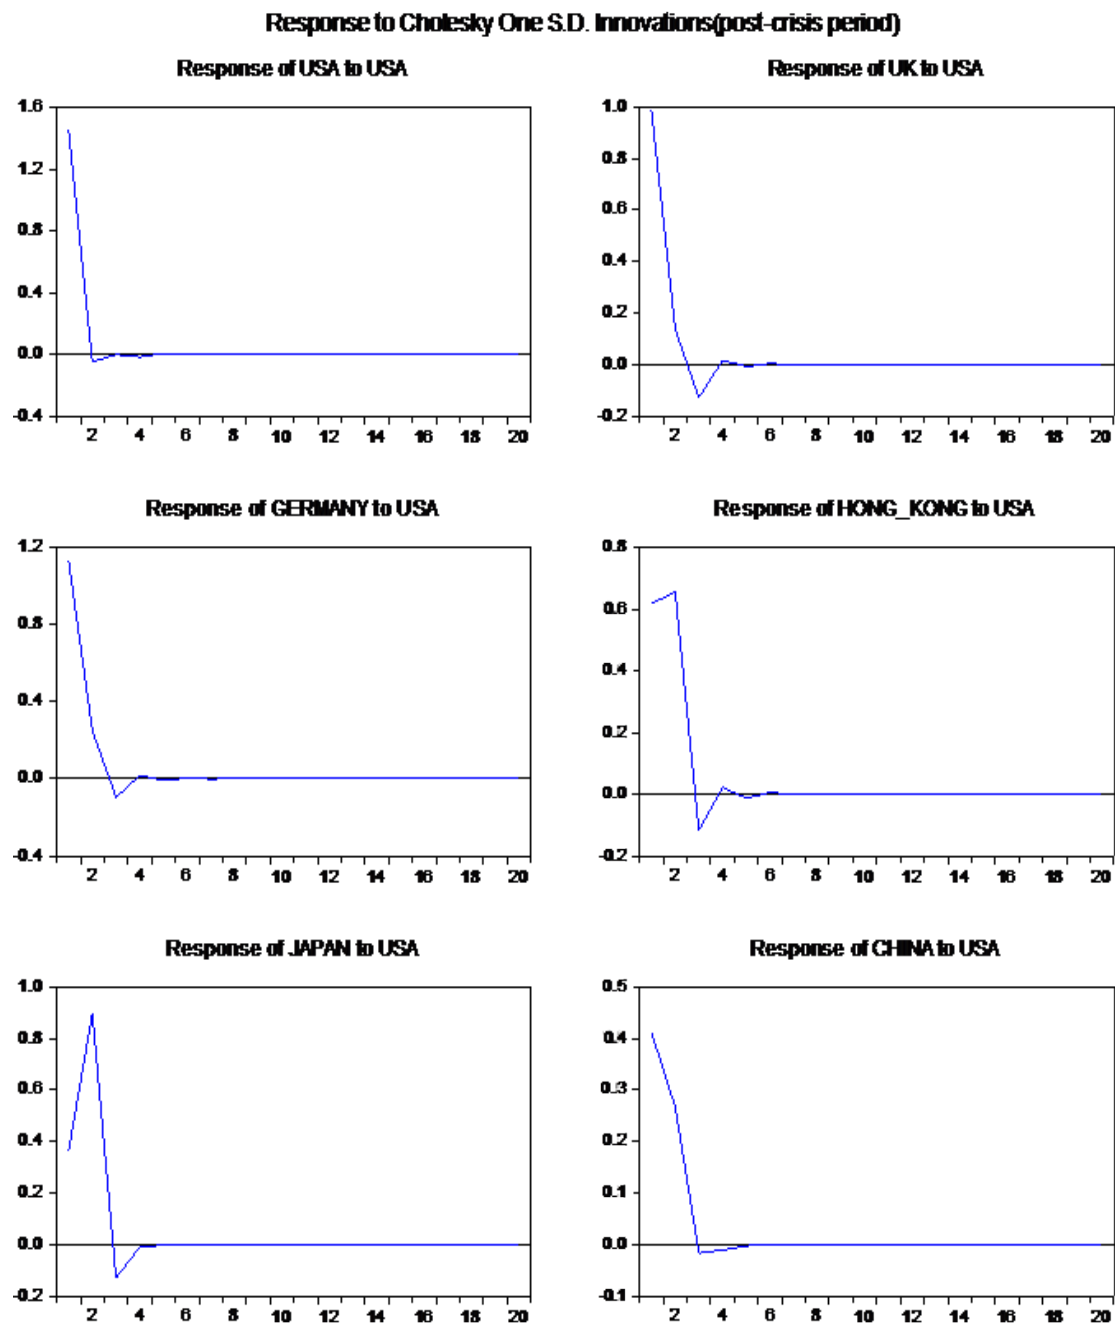 Response to Cholesky One S.D. Innovations(post-crisis period)
Response of USA to USA
1.6
1.2
0.8
0.4
0.0
-0.4
2 4 6 8 10 12 14 16 18 20
Response of UK to USA
1.0
0.8
0.6
0.4
0.2
0.0
-0.2
2 4 6 8 10 12 14 16 18 20
Response of GERMANY to USA
1.2
0.8
0.4
0.0
-0.4
2 4 6 8 10 12 14 16 18 20
Response of HONG_KONG to USA
0.8
0.6
0.4
0.2
0.0
-0.2
2 4 6 8 10 12 14 16 18 20
Response of JAPAN to USA
1.0
0.8
0.6
0.4
0.2
0.0
-0.2
2 4 6 8 10 12 14 16 18 20
Response of CHINA to USA
0.5
0.4
0.3
0.2
0.1
0.0
-0.1
2 4 6 8 10 12 14 16 18 20